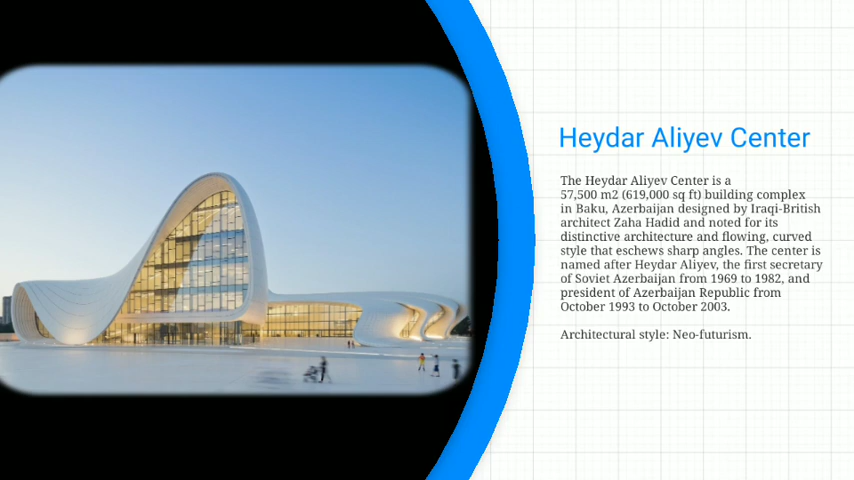 Heydar Aliyev Center
The Heydar Aliyev Center is a
57,500 m2 (619,000 sq ft) building complex
in Baku, Azerbaijan designed by Iraqi-British
architect Zaha Hadid and noted for its
distinctive architecture and flowing, curved
style that eschews sharp angles. The center is
named after Heydar Aliyev, the first secretary
of Soviet Azerbaijan from 1969 to 1982, and
president of Azerbaijan Republic from
October 1993 to October 2003.
Architectural style: Neo-futurism.